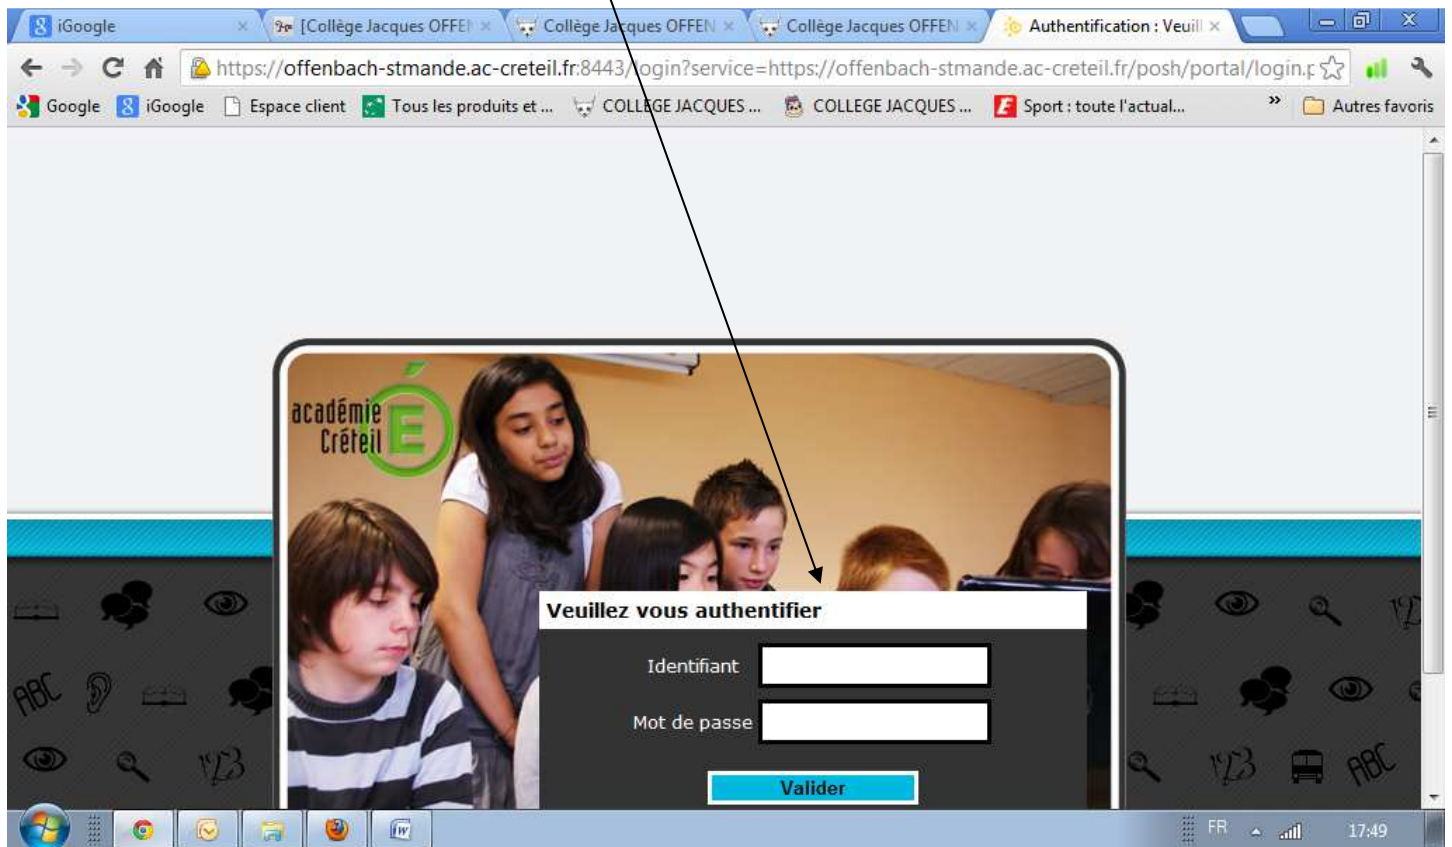 iGoogle
[Collège Jacques OFFEN
Collège Jacques OFFEN
Collège Jacques OFFEN
Authentification : Veuill
https://offenbach-stmande.ac-creteil.fr:8443/login?service=https://offenbach-stmande.ac-creteil.fr/posh/portal/login.p
Google
iGoogle
Espace client
Tous les produits et ...
COLLEGE JACQUES ...
COLLEGE JACQUES ...
Sport : toute l'actual...
»
Autres favoris
académie
Créteil
É
Veuillez vous authentifier
Identifiant
Mot de passe
Valider
ABC
123
123
123
ABC
FR
17:49